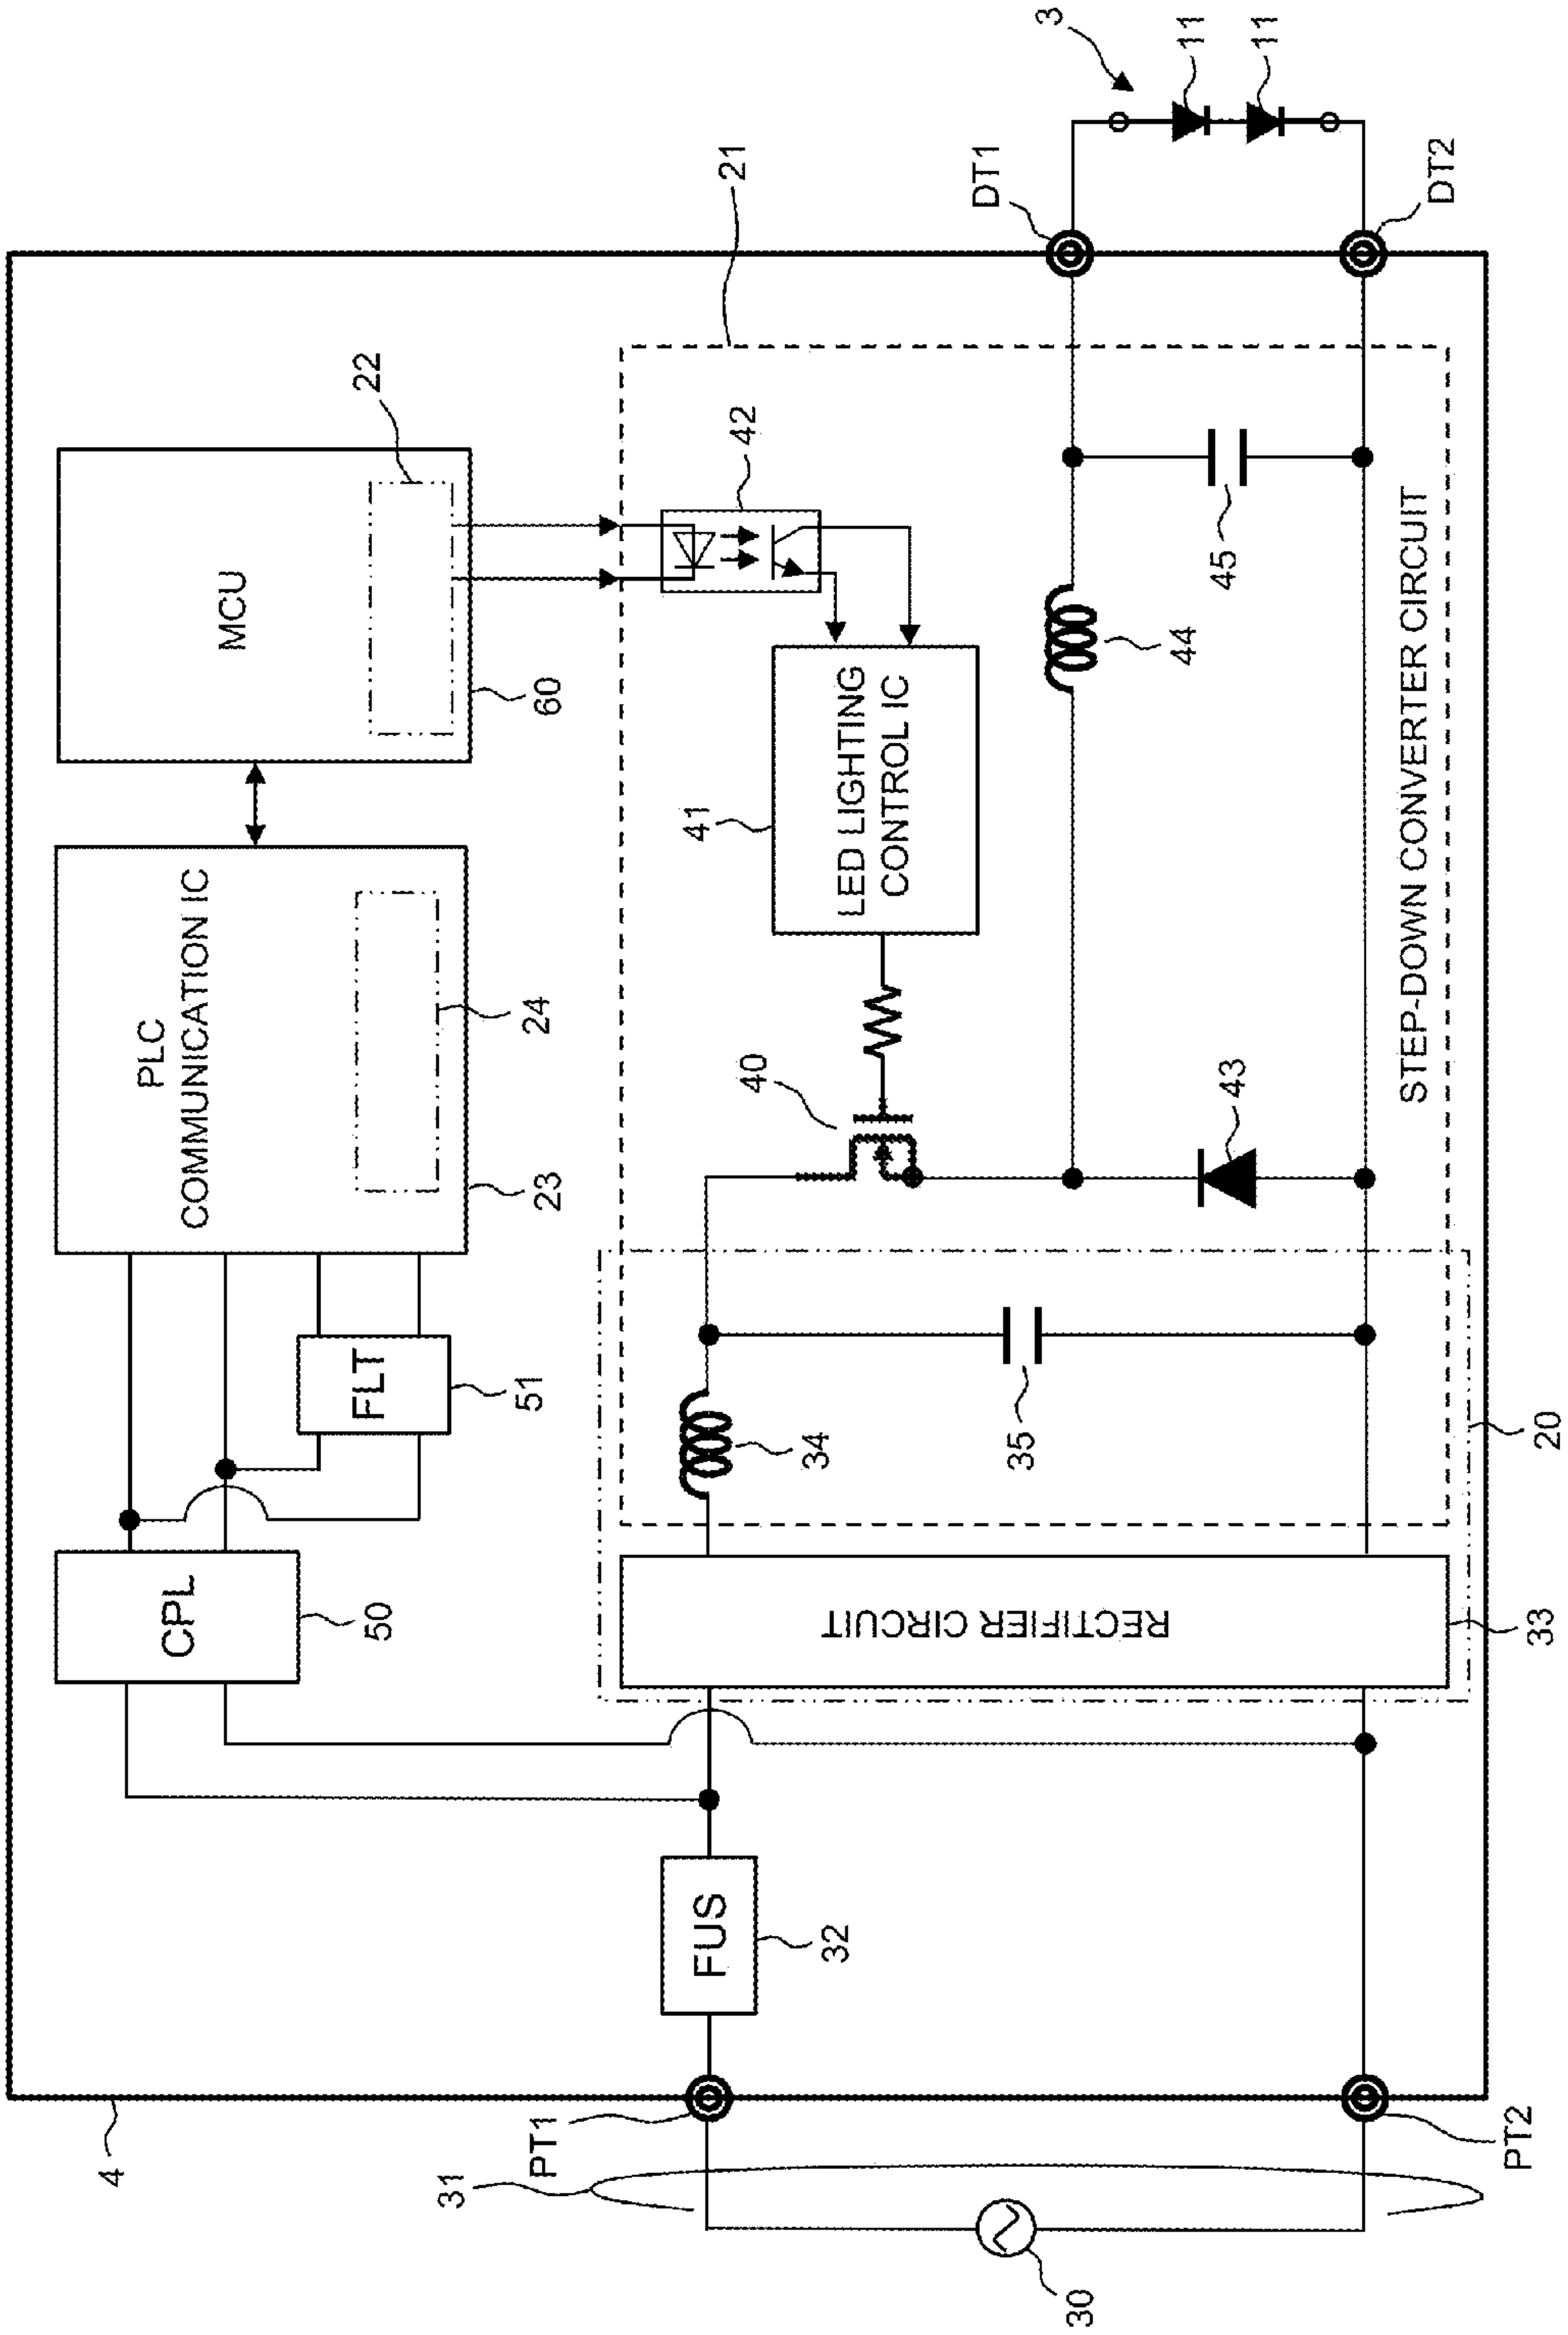 4
MCU
22
60
PLC
COMMUNICATION IC
24
23
CPL
50
FLT
51
21
42
LED LIGHTING
CONTROL IC
41
40
43
44
45
STEP-DOWN CONVERTER CIRCUIT
34
35
20
RECTIFIER CIRCUIT
33
FUS
32
PT1
PT2
31
30
DT1
DT2
3
11
11